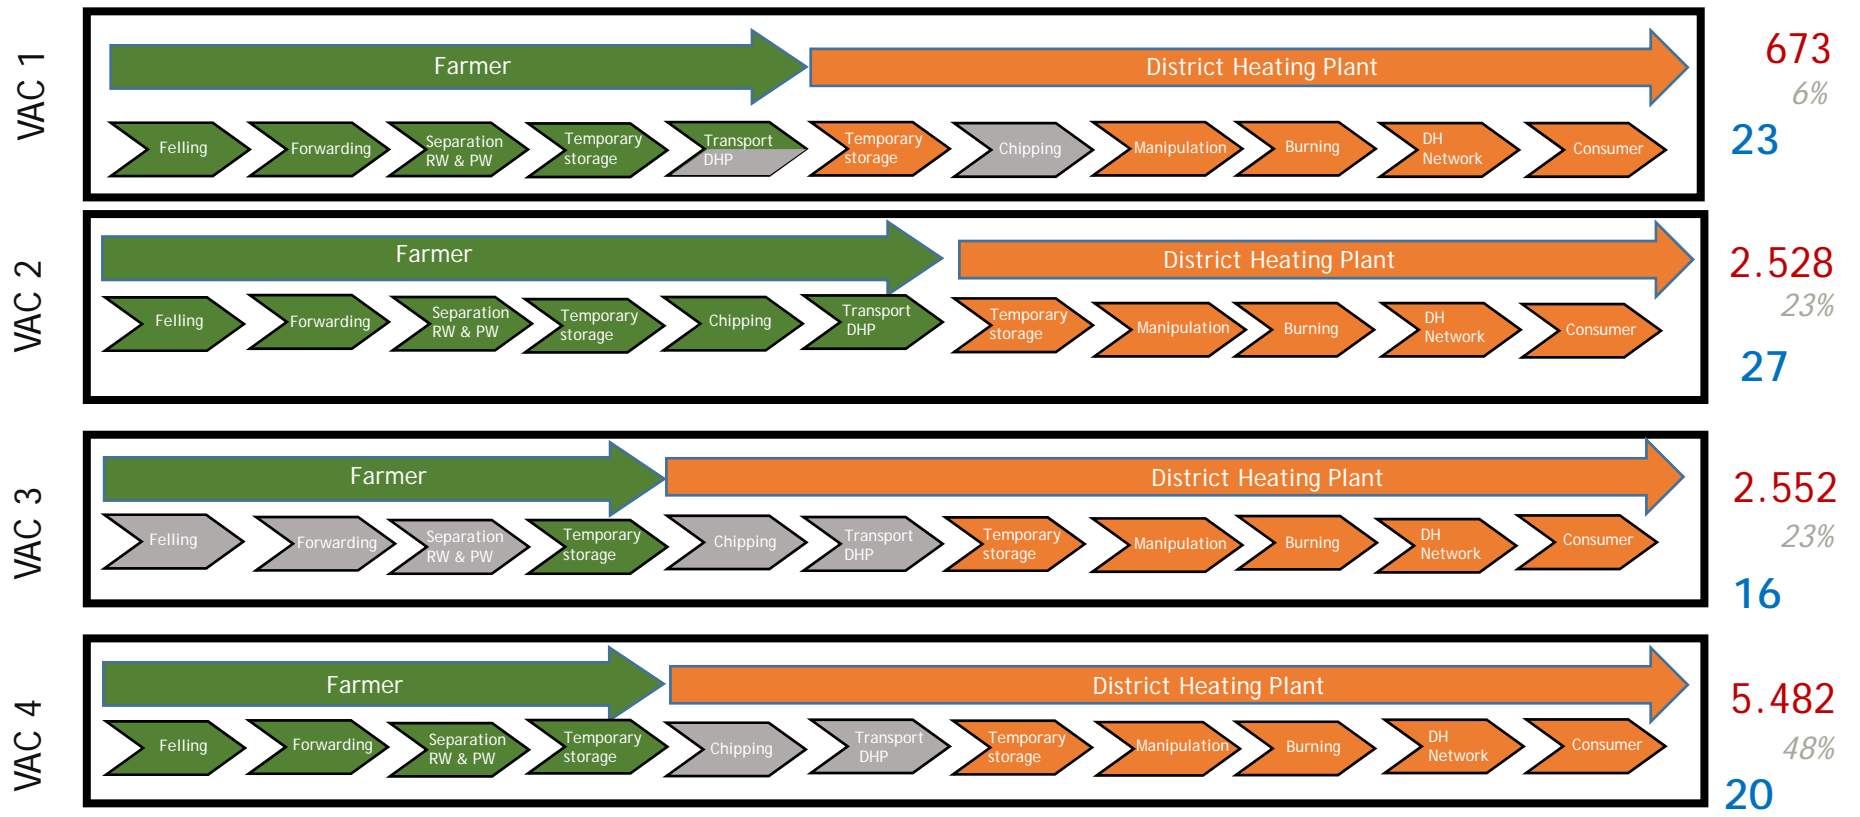 VAC 1
Farmer
District Heating Plant
673
6%
Felling
Forwarding
Separation
RW & PW
Temporary
storage
Transport
DHP
Temporary
storage
Chipping
Manipulation
Burning
DH
Network
Consumer
23
VAC 2
Farmer
District Heating Plant
2.528
23%
Felling
Forwarding
Separation
RW & PW
Temporary
storage
Chipping
Transport
DHP
Temporary
storage
Manipulation
Burning
DH
Network
Consumer
27
VAC 3
Farmer
District Heating Plant
2.552
23%
Felling
Forwarding
Separation
RW & PW
Temporary
storage
Chipping
Transport
DHP
Temporary
storage
Manipulation
Burning
DH
Network
Consumer
16
VAC 4
Farmer
District Heating Plant
5.482
48%
Felling
Forwarding
Separation
RW & PW
Temporary
storage
Chipping
Transport
DHP
Temporary
storage
Manipulation
Burning
DH
Network
Consumer
20